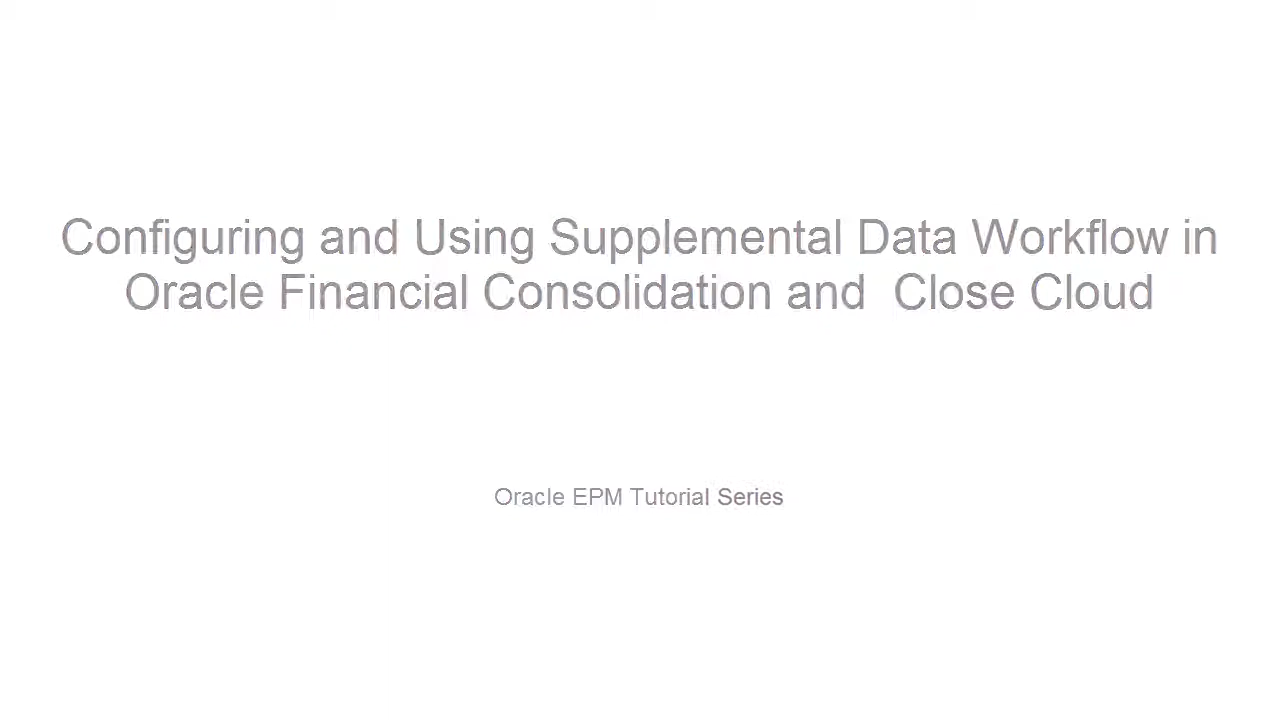 Configuring and Using Supplemental Data Workflow in
Oracle Financial Consolidation and  Close Cloud
Oracle EPM Tutorial Series